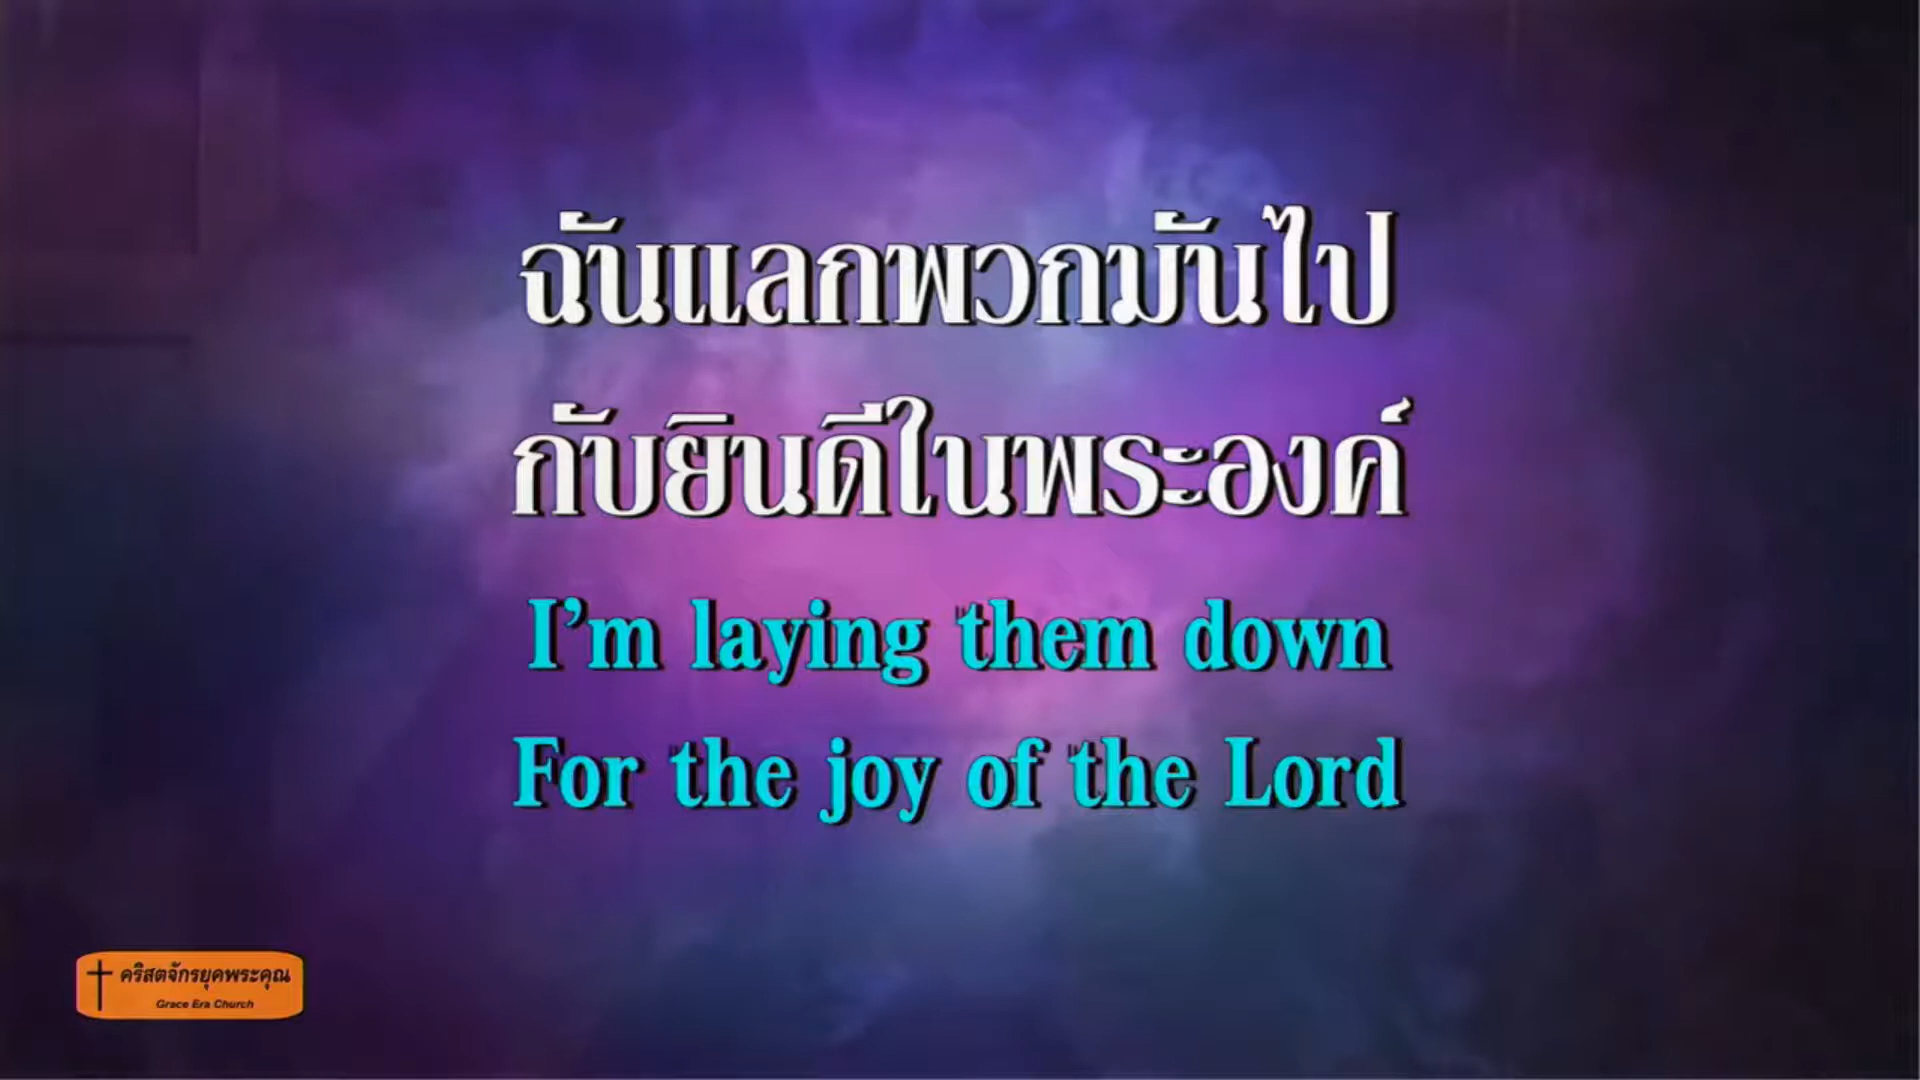 ฉันแลกพวกมันไป
กับยินดีในพระองค์
I'm laying them down
For the joy of the Lord
คริสตจักรยุคพระคุณ
Grace Era Church